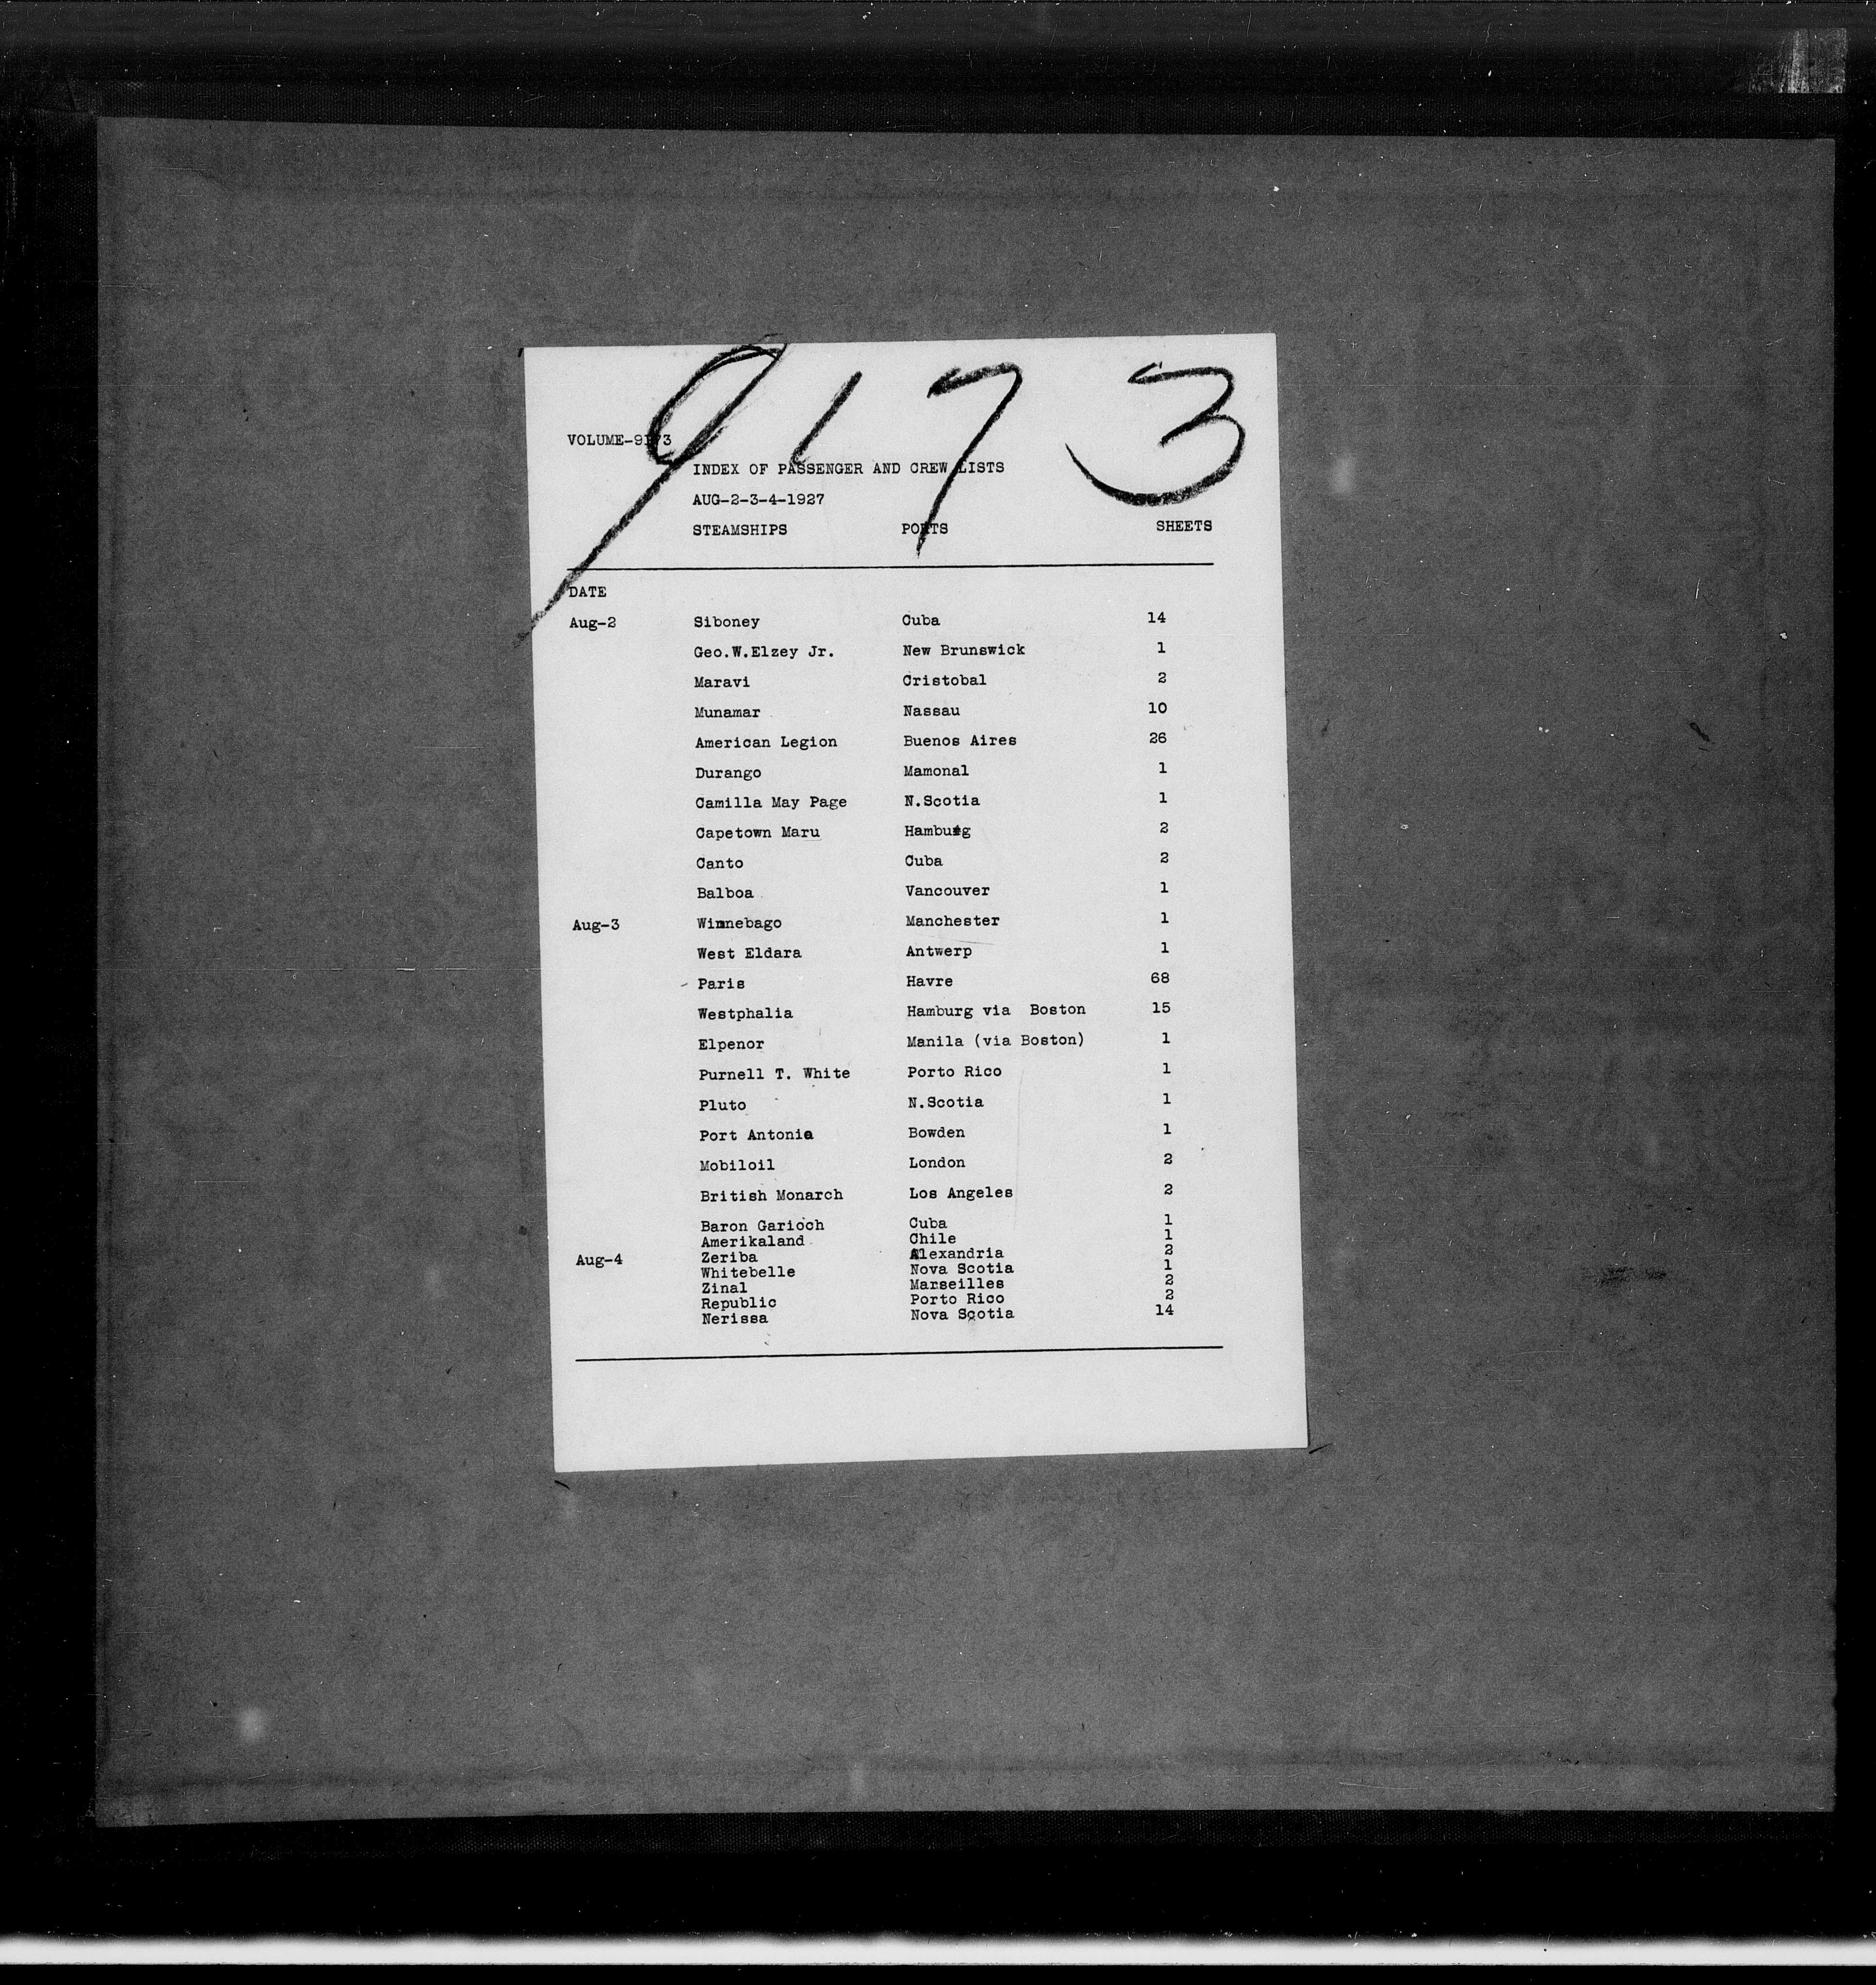 9173
VOLUME-9173
INDEX OF PASSENGER AND CREW LISTS
AUG-2-3-4-1927
STEAMSHIPS PORTS SHEETS
DATE
Aug-2 Siboney Cuba 14
Geo.W.Elzey Jr. New Brunswick 1
Maravi Cristobal 2
Munamar Nassau 10
American Legion Buenos Aires 26
Durango Mamonal 1
Camilla May Page N.Scotia 1
Capetown Maru Hamburg 2
Canto Cuba 2
Balboa Vancouver 1
Aug-3 Winnebago Manchester 1
West Eldara Antwerp 1
Paris Havre 68
Westphalia Hamburg via Boston 15
Elpenor Manila (via Boston) 1
Purnell T. White Porto Rico 1
Pluto N.Scotia 1
Port Antonia Bowden 1
Mobiloil London 2
British Monarch Los Angeles 2
Baron Garioch Cuba 1
Amerikaland Chile 1
Aug-4 Zeriba Alexandria 2
Whitebelle Nova Scotia 1
Zinal Marseilles 2
Republic Porto Rico 2
Nerissa Nova Scotia 14